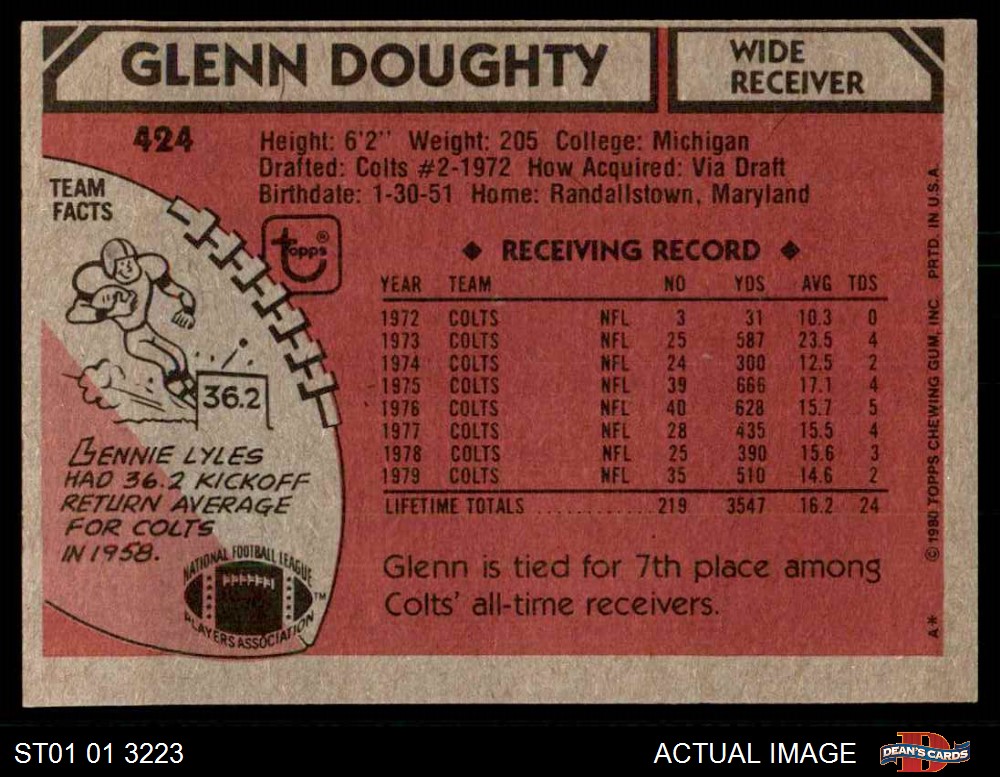 GLENN DOUGHTY
WIDE
RECEIVER
424
Height: 6'2" Weight: 205 College: Michigan
Drafted: Colts #2-1972 How Acquired: Via Draft
Birthdate: 1-30-51 Home: Randallstown, Maryland
TEAM
FACTS
topps®
◆ RECEIVING RECORD ◆
YEAR TEAM NO YDS AVG TDS
1972 COLTS NFL 3 31 10.3 0
1973 COLTS NFL 25 587 23.5 4
1974 COLTS NFL 24 300 12.5 2
1975 COLTS NFL 39 666 17.1 4
1976 COLTS NFL 40 628 15.7 5
1977 COLTS NFL 28 435 15.5 4
1978 COLTS NFL 25 390 15.6 3
1979 COLTS NFL 35 510 14.6 2
LIFETIME TOTALS .......... 219 3547 16.2 24
36.2
LENNIE LYLES
HAD 36.2 KICKOFF
RETURN AVERAGE
FOR COLTS
IN 1958.
NATIONAL FOOTBALL LEAGUE
PLAYERS ASSOCIATION
TM
Glenn is tied for 7th place among
Colts' all-time receivers.
A* © 1980 TOPPS CHEWING GUM, INC. PRTD. IN U.S.A.
ST01 01 3223
ACTUAL IMAGE
DEAN'S CARDS